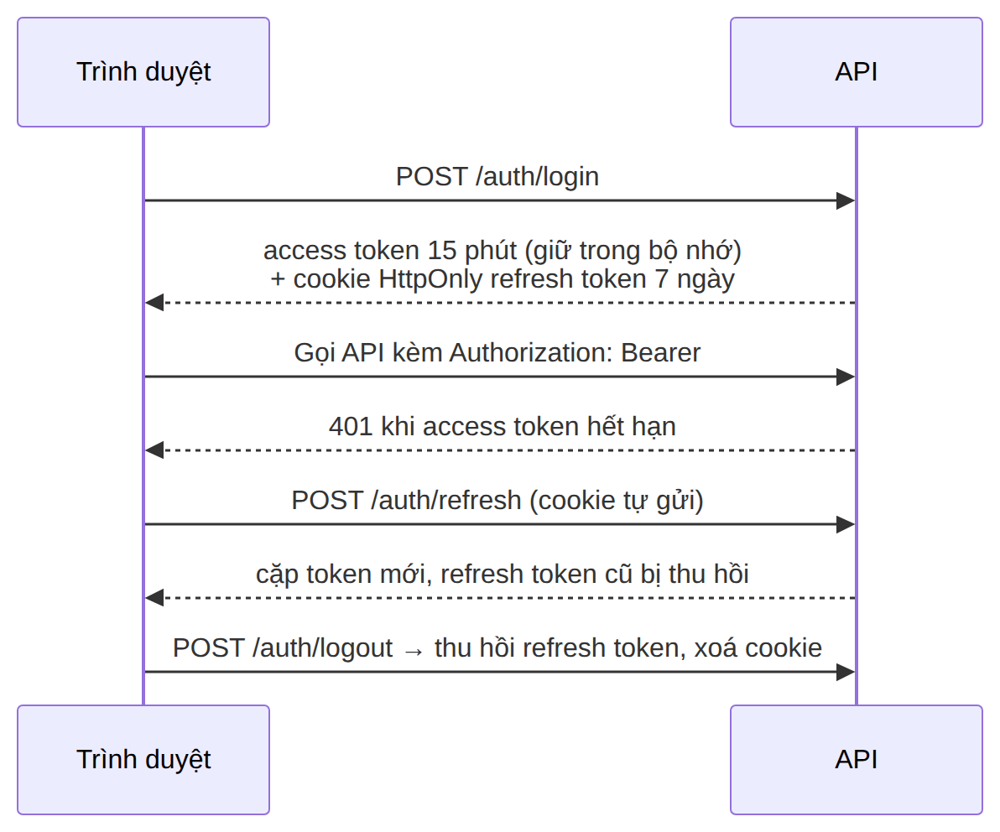 Trình duyệt
API
POST /auth/login
access token 15 phút (giữ trong bộ nhớ)
+ cookie HttpOnly refresh token 7 ngày
Gọi API kèm Authorization: Bearer
401 khi access token hết hạn
POST /auth/refresh (cookie tự gửi)
cặp token mới, refresh token cũ bị thu hồi
POST /auth/logout → thu hồi refresh token, xoá cookie
Trình duyệt
API